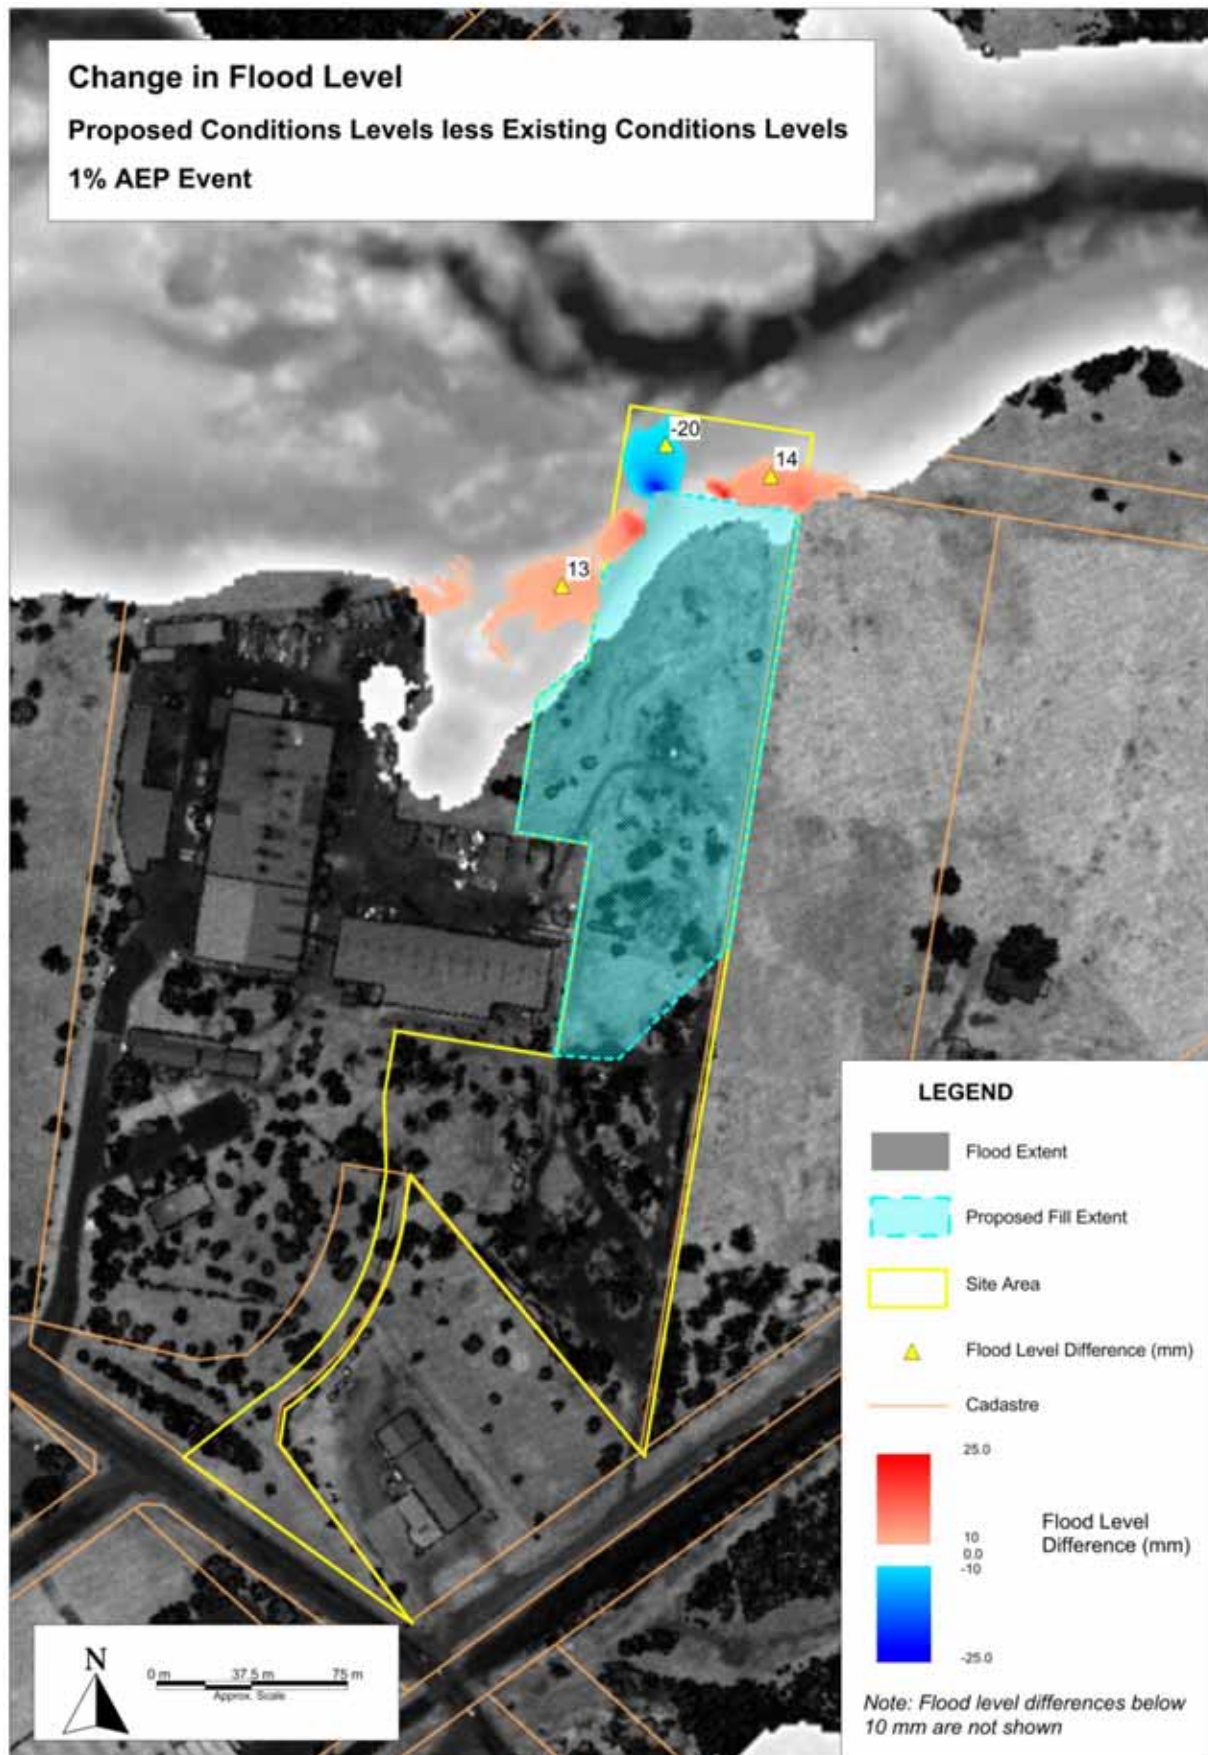 Change in Flood Level
Proposed Conditions Levels less Existing Conditions Levels
1% AEP Event
-20
14
13
LEGEND
Flood Extent
Proposed Fill Extent
Site Area
Flood Level Difference (mm)
Cadastre
25.0
10
0.0
-10
-25.0
Flood Level
Difference (mm)
Note: Flood level differences below
10 mm are not shown
N
0 m 37.5 m 75 m
Approx. Scale